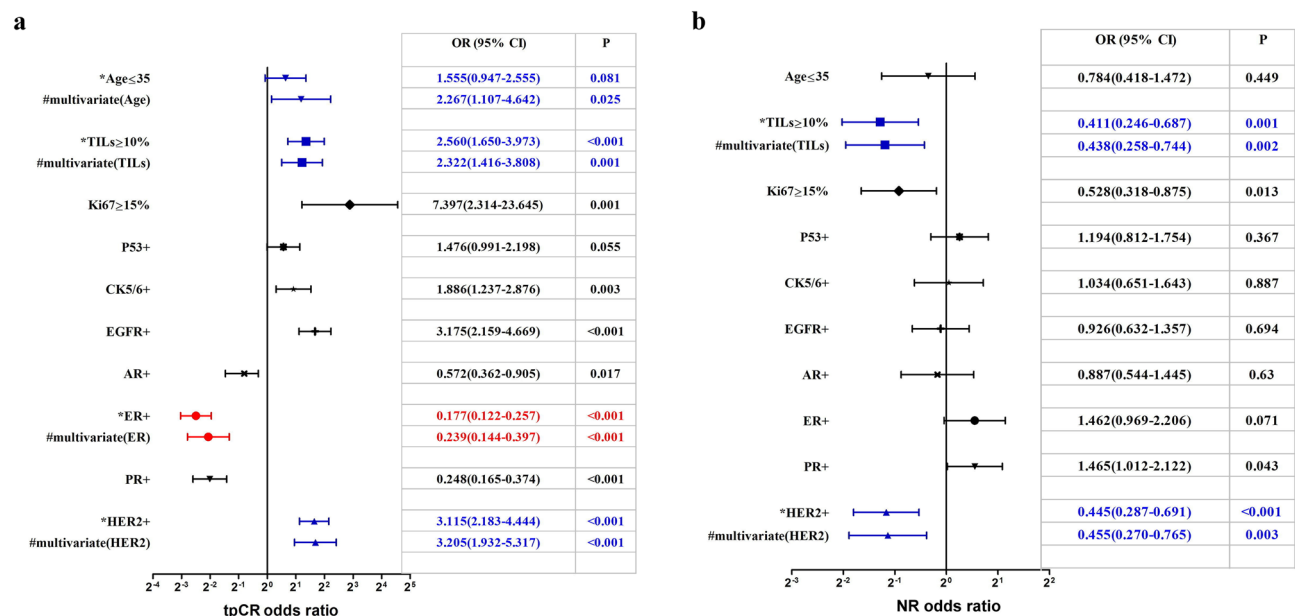 a
OR (95% CI) P
*Age≤35 1.555(0.947-2.555) 0.081
#multivariate(Age) 2.267(1.107-4.642) 0.025
*TILs≥10% 2.560(1.650-3.973) <0.001
#multivariate(TILs) 2.322(1.416-3.808) 0.001
Ki67≥15% 7.397(2.314-23.645) 0.001
P53+ 1.476(0.991-2.198) 0.055
CK5/6+ 1.886(1.237-2.876) 0.003
EGFR+ 3.175(2.159-4.669) <0.001
AR+ 0.572(0.362-0.905) 0.017
*ER+ 0.177(0.122-0.257) <0.001
#multivariate(ER) 0.239(0.144-0.397) <0.001
PR+ 0.248(0.165-0.374) <0.001
*HER2+ 3.115(2.183-4.444) <0.001
#multivariate(HER2) 3.205(1.932-5.317) <0.001
2-4 2-2 2-1 20 21 22 23 24 25
tpCR odds ratio
b
OR (95% CI) P
Age≤35 0.784(0.418-1.472) 0.449
*TILs≥10% 0.411(0.246-0.687) 0.001
#multivariate(TILs) 0.438(0.258-0.744) 0.002
Ki67≥15% 0.528(0.318-0.875) 0.013
P53+ 1.194(0.812-1.754) 0.367
CK5/6+ 1.034(0.651-1.643) 0.887
EGFR+ 0.926(0.632-1.357) 0.694
AR+ 0.887(0.544-1.445) 0.63
ER+ 1.462(0.969-2.206) 0.071
PR+ 1.465(1.012-2.122) 0.043
*HER2+ 0.445(0.287-0.691) <0.001
#multivariate(HER2) 0.455(0.270-0.765) 0.003
2-3 2-2 2-1 20 21 22
NR odds ratio